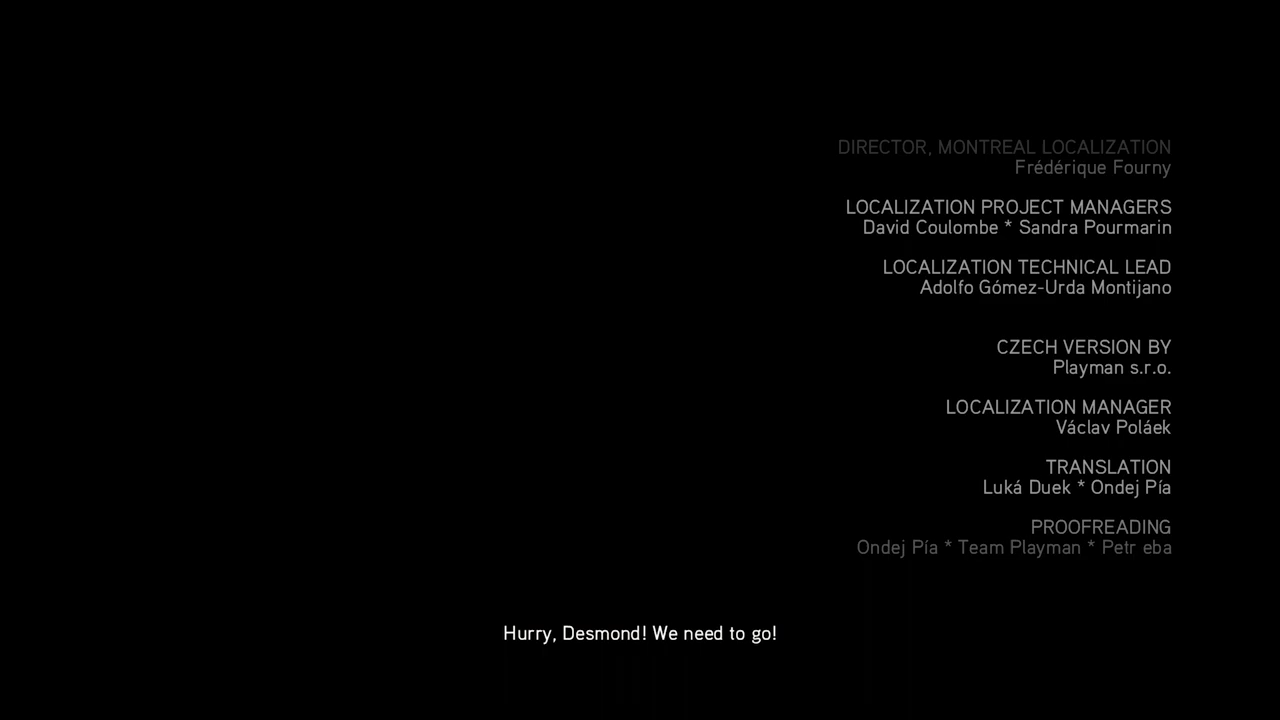 DIRECTOR, MONTREAL LOCALIZATION
Frédérique Fourny
LOCALIZATION PROJECT MANAGERS
David Coulombe * Sandra Pourmarin
LOCALIZATION TECHNICAL LEAD
Adolfo Gómez-Urda Montijano
CZECH VERSION BY
Playman s.r.o.
LOCALIZATION MANAGER
Václav Poláek
TRANSLATION
Luká Duek * Ondej Pía
PROOFREADING
Ondej Pía * Team Playman * Petr eba
Hurry, Desmond! We need to go!